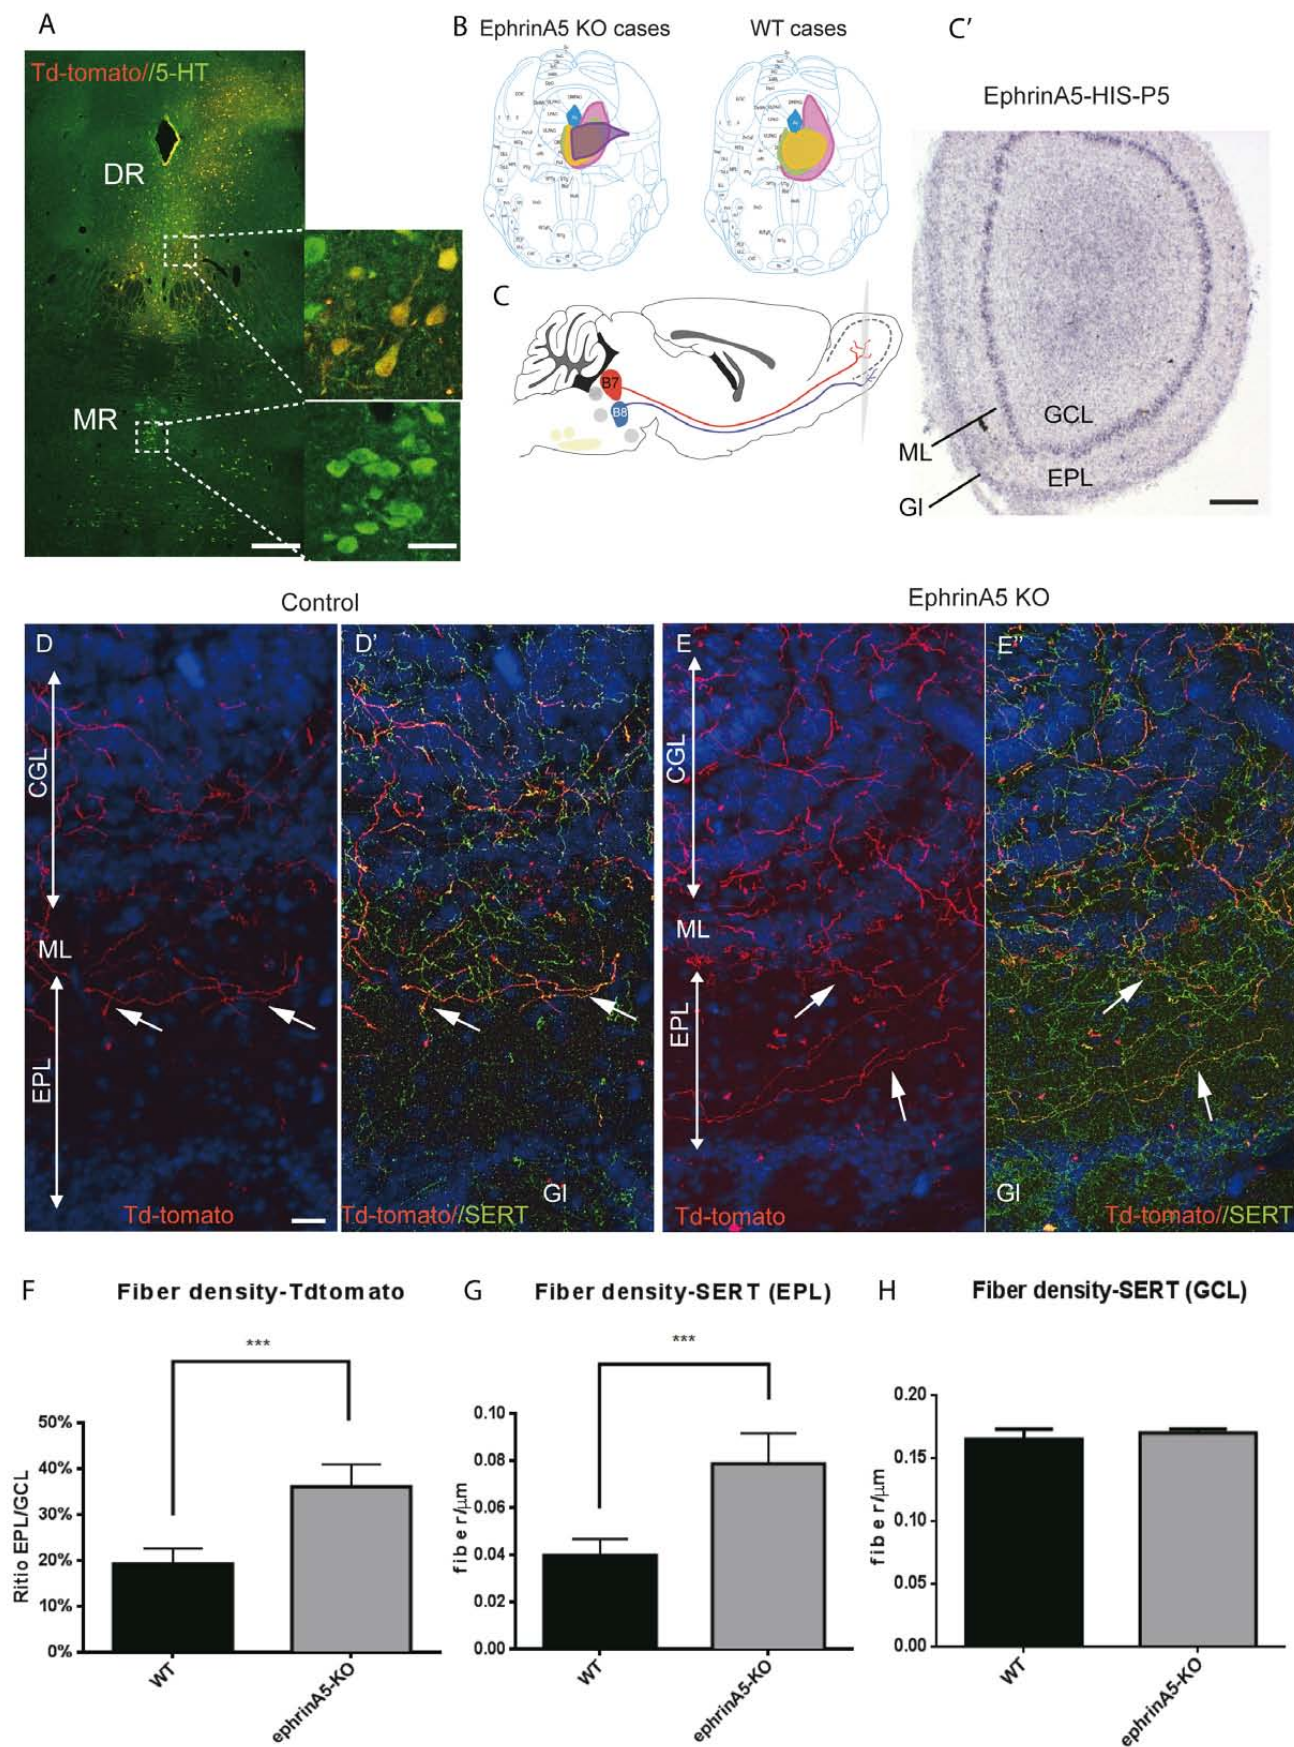 A
Td-tomato//5-HT
DR
MR
B
EphrinA5 KO cases
WT cases
C
B7
B8
C'
EphrinA5-HIS-P5
GCL
ML
EPL
Gl
Control
EphrinA5 KO
D
CGL
ML
EPL
Td-tomato
D'
Gl
Td-tomato//SERT
E
CGL
ML
EPL
Td-tomato
E''
Gl
Td-tomato//SERT
F
Fiber density-Tdtomato
***
Ritio EPL/GCL
50%
40%
30%
20%
10%
0%
WT
ephrinA5-KO
G
Fiber density-SERT (EPL)
***
fiber/µm
0.10
0.08
0.06
0.04
0.02
0.00
WT
ephrinA5-KO
H
Fiber density-SERT (GCL)
fiber/µm
0.20
0.15
0.10
0.05
0.00
WT
ephrinA5-KO